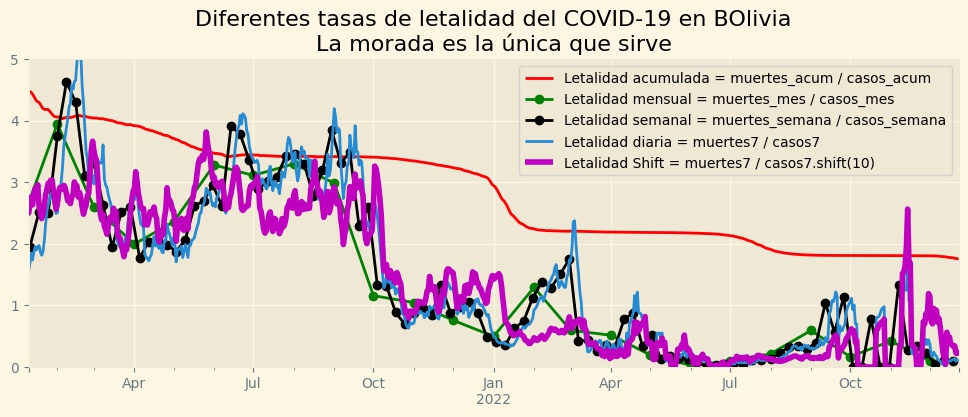 Diferentes tasas de letalidad del COVID-19 en BOlivia
La morada es la única que sirve
Letalidad acumulada = muertes_acum / casos_acum
Letalidad mensual = muertes_mes / casos_mes
Letalidad semanal = muertes_semana / casos_semana
Letalidad diaria = muertes7 / casos7
Letalidad Shift = muertes7 / casos7.shift(10)
5
4
3
2
1
0
Apr Jul Oct Jan Apr Jul Oct
2022